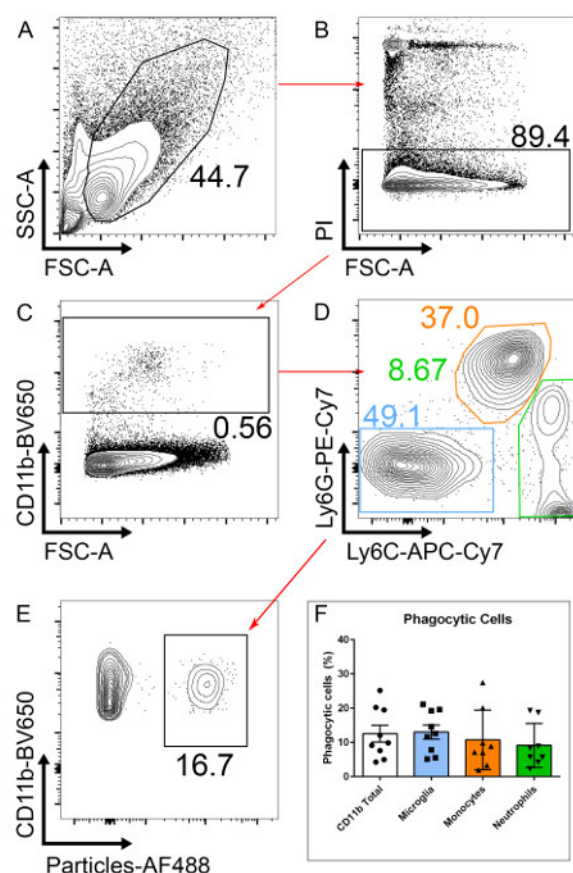 A
SSC-A
44.7
FSC-A
B
PI
89.4
FSC-A
C
CD11b-BV650
0.56
FSC-A
D
Ly6G-PE-Cy7
37.0
8.67
49.1
Ly6C-APC-Cy7
E
CD11b-BV650
16.7
Particles-AF488
F
Phagocytic Cells
Phagocytic cells (%)
40
30
20
10
0
CD11b Total
Microglia
Monocytes
Neutrophils